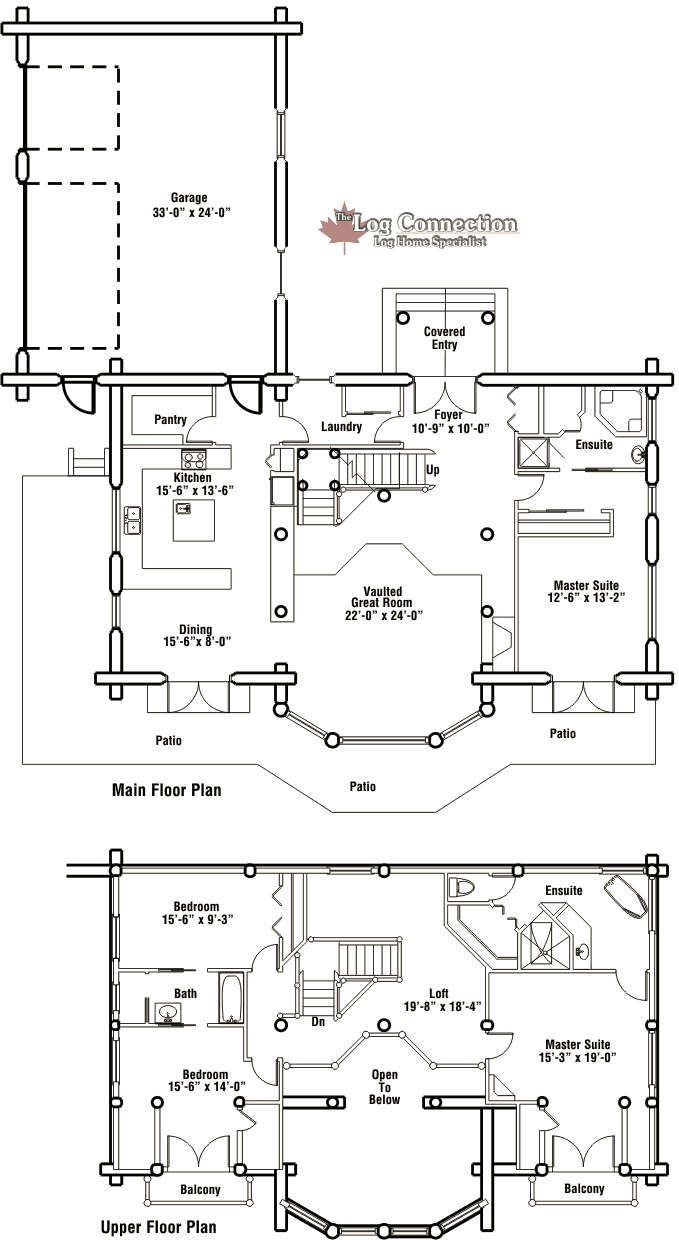 Garage
33'-0" x 24'-0"
The Log Connection
Log Home Specialist
Covered
Entry
Pantry
Laundry
Foyer
10'-9" x 10'-0"
Ensuite
Kitchen
15'-6" x 13'-6"
Up
Vaulted
Great Room
22'-0" x 24'-0"
Master Suite
12'-6" x 13'-2"
Dining
15'-6"x 8'-0"
Patio
Patio
Patio
Main Floor Plan
Bedroom
15'-6" x 9'-3"
Ensuite
Bath
Loft
19'-8" x 18'-4"
Dn
Master Suite
15'-3" x 19'-0"
Bedroom
15'-6" x 14'-0"
Open
To
Below
Balcony
Balcony
Upper Floor Plan